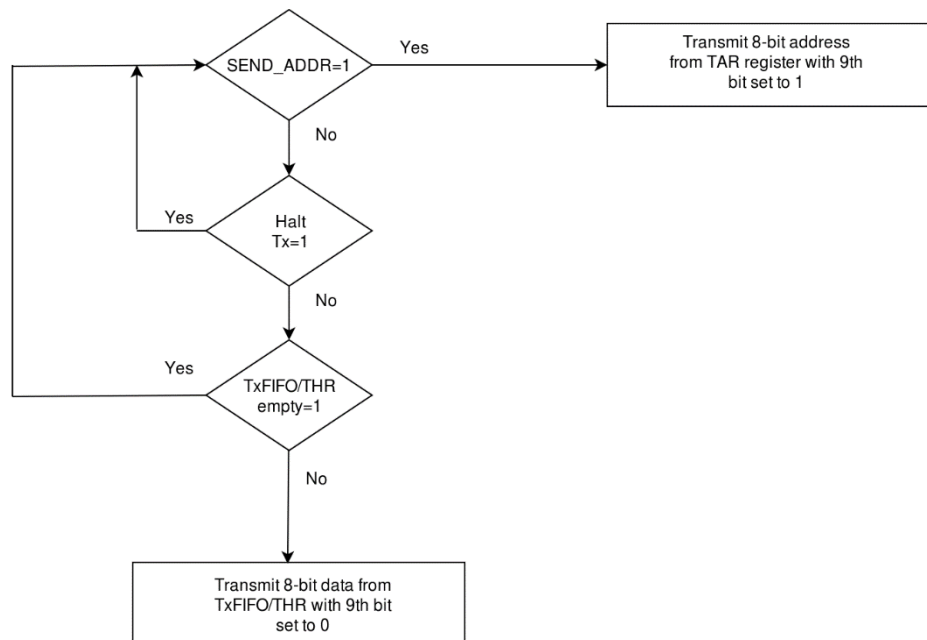 SEND_ADDR=1
Yes
Transmit 8-bit address
from TAR register with 9th
bit set to 1
No
Halt
Tx=1
Yes
No
TxFIFO/THR
empty=1
Yes
No
Transmit 8-bit data from
TxFIFO/THR with 9th bit
set to 0